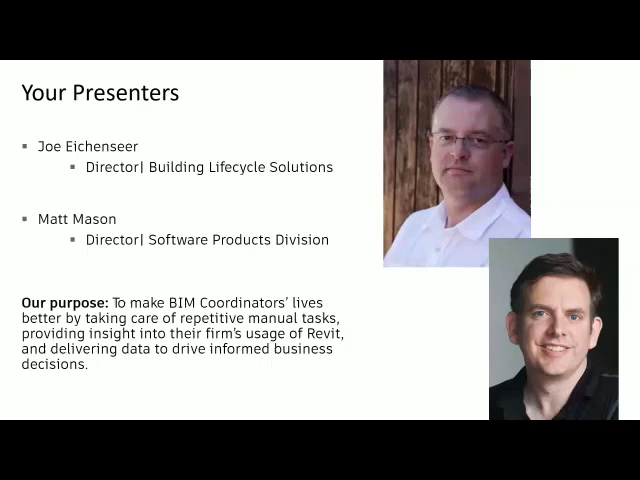 Your Presenters
▪ Joe Eichenseer
▪ Director| Building Lifecycle Solutions
▪ Matt Mason
▪ Director| Software Products Division
Our purpose: To make BIM Coordinators’ lives
better by taking care of repetitive manual tasks,
providing insight into their firm’s usage of Revit,
and delivering data to drive informed business
decisions.